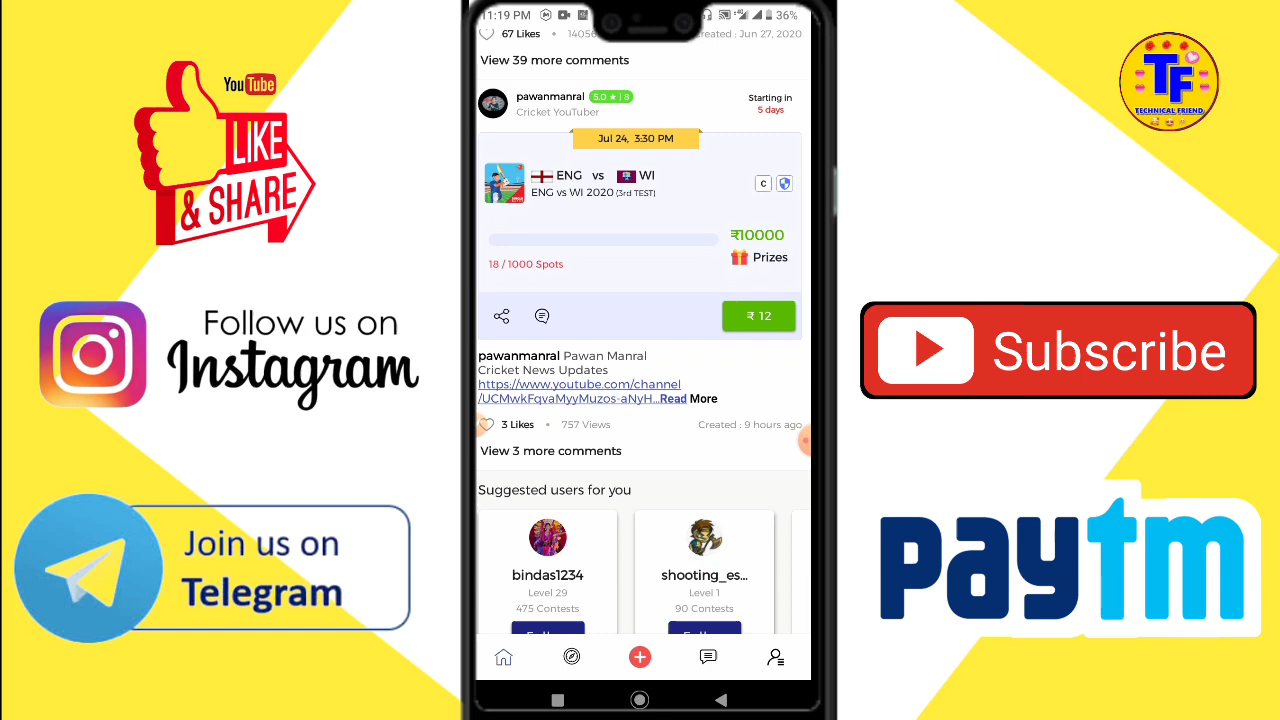 YouTube
LIKE
& SHARE
Follow us on
Instagram
Join us on
Telegram
11:19 PM
4G
36%
67 Likes • 14056
reated : Jun 27, 2020
View 39 more comments
pawanmanral 5.0 ★ | 8
Cricket YouTuber
Starting in
5 days
Jul 24, 3:30 PM
ENG vs WI
ENG vs WI 2020 (3rd TEST)
C
₹10000
Prizes
18 / 1000 Spots
₹ 12
pawanmanral Pawan Manral
Cricket News Updates
https://www.youtube.com/channel
/UCMwkFqvaMyyMuzos-aNyH...Read More
3 Likes • 757 Views
Created : 9 hours ago
View 3 more comments
Suggested users for you
bindas1234
Level 29
475 Contests
shooting_es...
Level 1
90 Contests
TF
TECHNICAL FRIEND
Subscribe
paytm